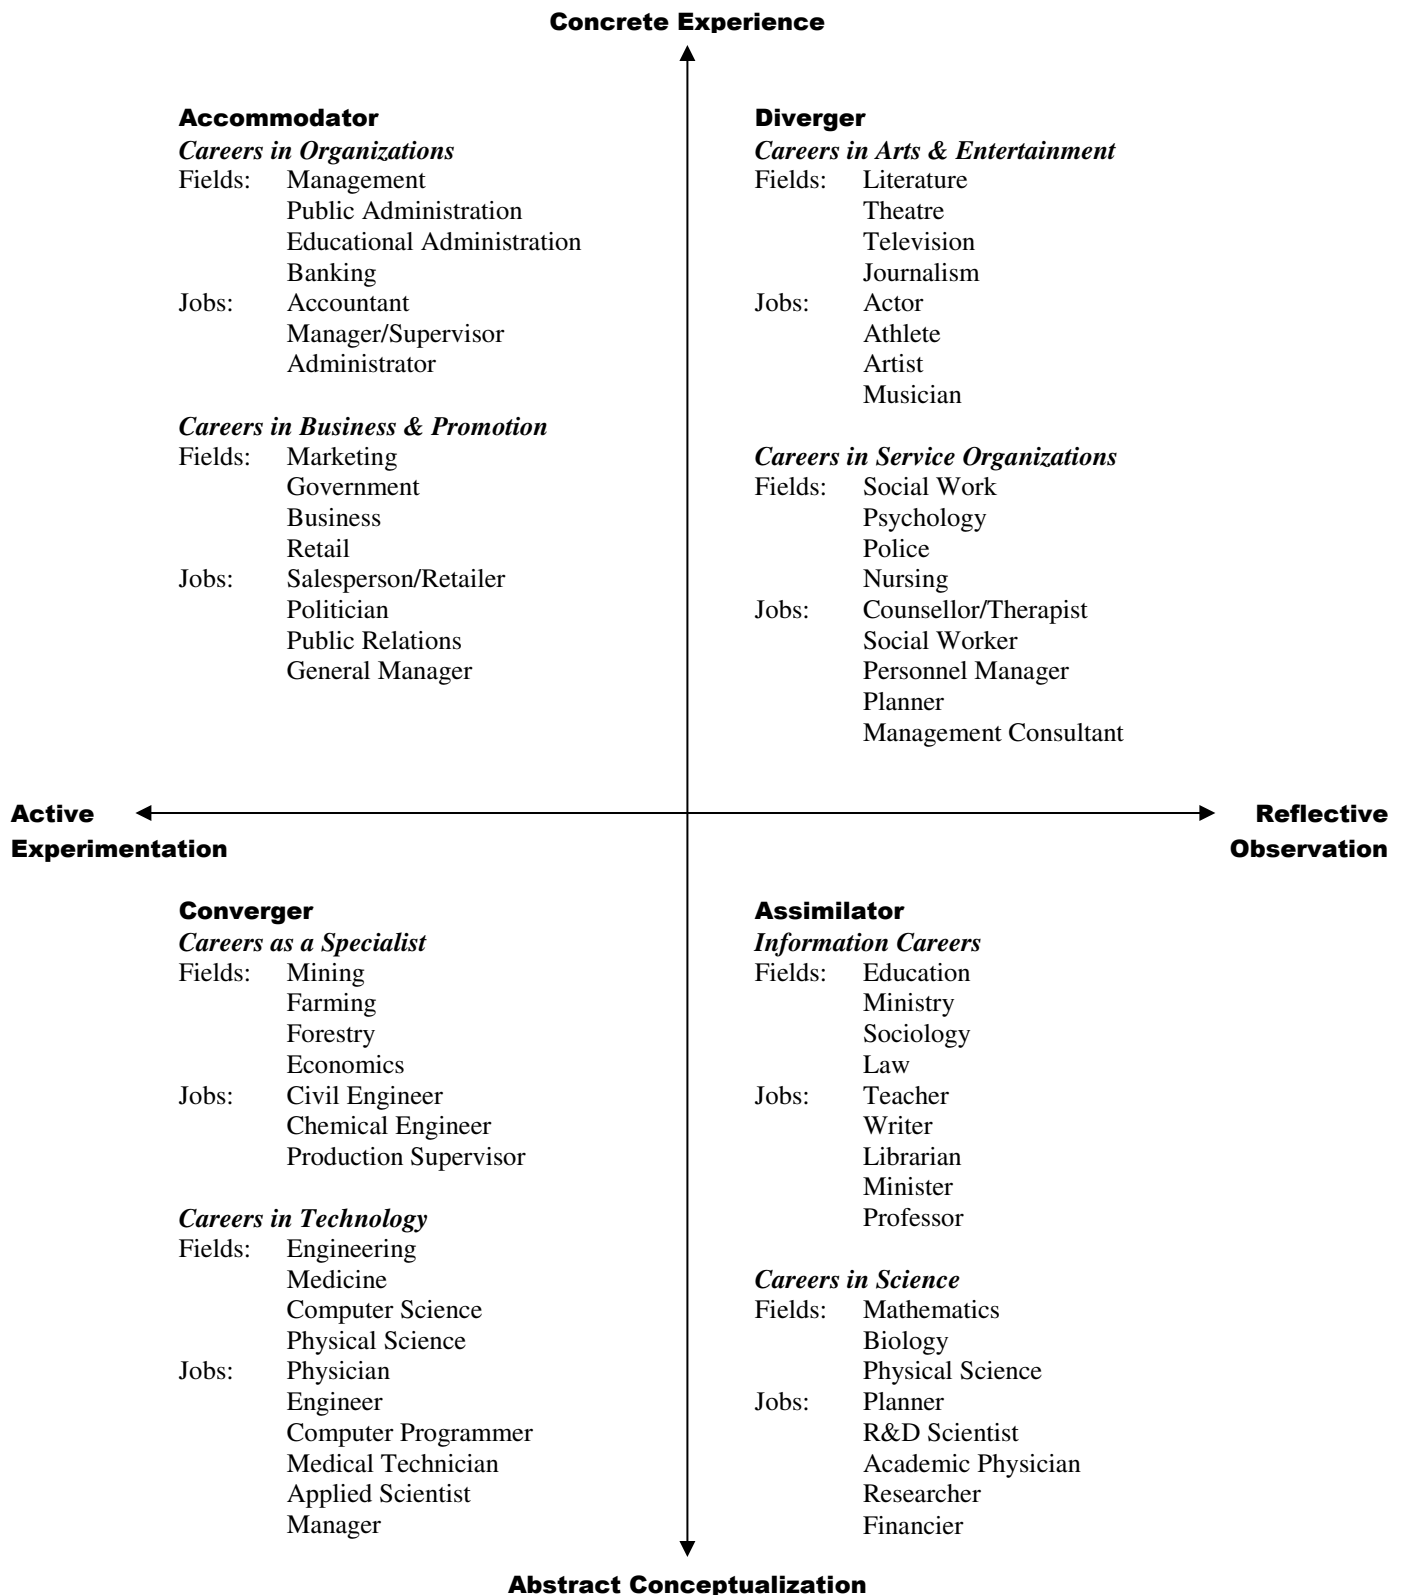 Concrete Experience
Accommodator
Careers in Organizations
Fields: Management
Public Administration
Educational Administration
Banking
Jobs: Accountant
Manager/Supervisor
Administrator
Careers in Business & Promotion
Fields: Marketing
Government
Business
Retail
Jobs: Salesperson/Retailer
Politician
Public Relations
General Manager
Diverger
Careers in Arts & Entertainment
Fields: Literature
Theatre
Television
Journalism
Jobs: Actor
Athlete
Artist
Musician
Careers in Service Organizations
Fields: Social Work
Psychology
Police
Nursing
Jobs: Counsellor/Therapist
Social Worker
Personnel Manager
Planner
Management Consultant
Active
Experimentation
Reflective
Observation
Converger
Careers as a Specialist
Fields: Mining
Farming
Forestry
Economics
Jobs: Civil Engineer
Chemical Engineer
Production Supervisor
Careers in Technology
Fields: Engineering
Medicine
Computer Science
Physical Science
Jobs: Physician
Engineer
Computer Programmer
Medical Technician
Applied Scientist
Manager
Assimilator
Information Careers
Fields: Education
Ministry
Sociology
Law
Jobs: Teacher
Writer
Librarian
Minister
Professor
Careers in Science
Fields: Mathematics
Biology
Physical Science
Jobs: Planner
R&D Scientist
Academic Physician
Researcher
Financier
Abstract Conceptualization